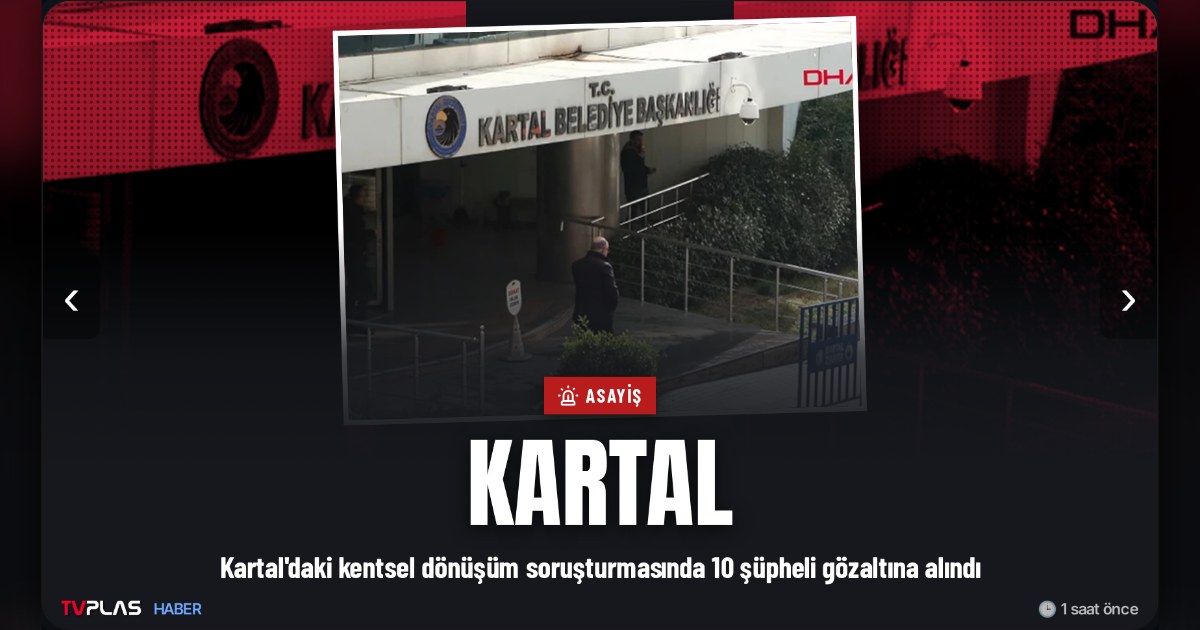 DHA
T.C.
KARTAL BELEDİYE BAŞKANLIĞI
DHA
ASAYİŞ
KARTAL
Kartal'daki kentsel dönüşüm soruşturmasında 10 şüpheli gözaltına alındı
TVPLAS HABER
1 saat önce